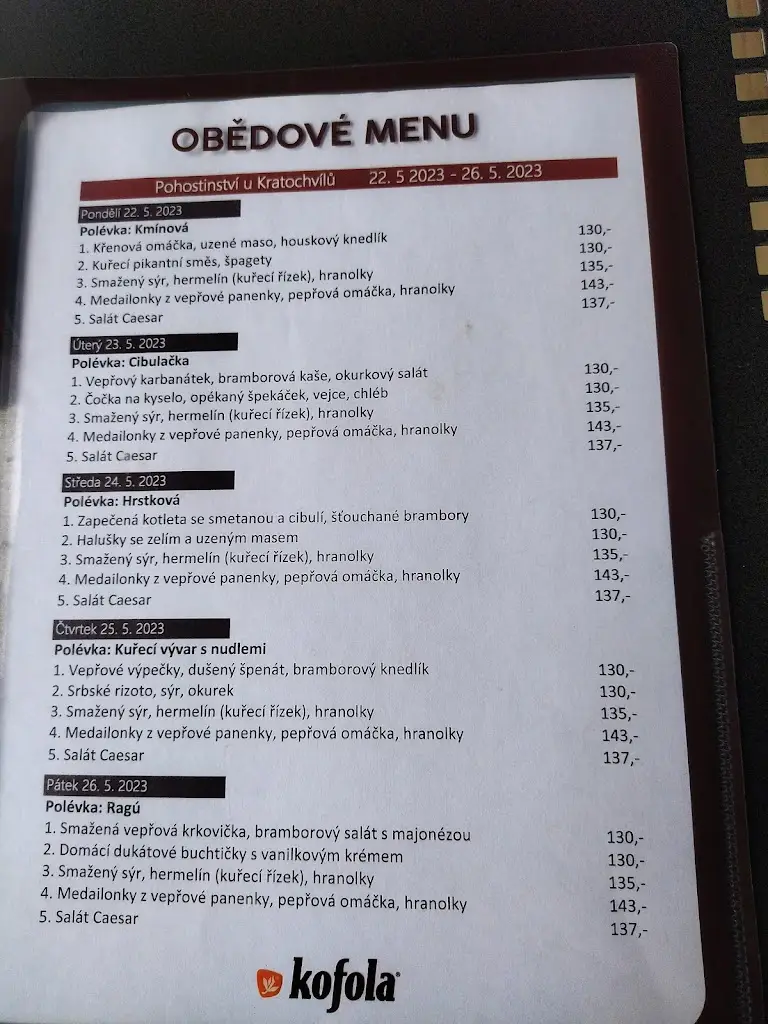 OBĚDOVÉ MENU
Pohostinství u Kratochvílů 22. 5 2023 - 26. 5. 2023
Pondělí 22. 5. 2023
Polévka: Kmínová
1. Křenová omáčka, uzené maso, houskový knedlík 130,-
2. Kuřecí pikantní směs, špagety 130,-
3. Smažený sýr, hermelín (kuřecí řízek), hranolky 135,-
4. Medailonky z vepřové panenky, pepřová omáčka, hranolky 143,-
5. Salát Caesar 137,-
Úterý 23. 5. 2023
Polévka: Cibulačka
1. Vepřový karbanátek, bramborová kaše, okurkový salát 130,-
2. Čočka na kyselo, opékaný špekáček, vejce, chléb 130,-
3. Smažený sýr, hermelín (kuřecí řízek), hranolky 135,-
4. Medailonky z vepřové panenky, pepřová omáčka, hranolky 143,-
5. Salát Caesar 137,-
Středa 24. 5. 2023
Polévka: Hrstková
1. Zapečená kotleta se smetanou a cibulí, šťouchané brambory 130,-
2. Halušky se zelím a uzeným masem 130,-
3. Smažený sýr, hermelín (kuřecí řízek), hranolky 135,-
4. Medailonky z vepřové panenky, pepřová omáčka, hranolky 143,-
5. Salát Caesar 137,-
Čtvrtek 25. 5. 2023
Polévka: Kuřecí vývar s nudlemi
1. Vepřové výpečky, dušený špenát, bramborový knedlík 130,-
2. Srbské rizoto, sýr, okurek 130,-
3. Smažený sýr, hermelín (kuřecí řízek), hranolky 135,-
4. Medailonky z vepřové panenky, pepřová omáčka, hranolky 143,-
5. Salát Caesar 137,-
Pátek 26. 5. 2023
Polévka: Ragú
1. Smažená vepřová krkovička, bramborový salát s majonézou 130,-
2. Domácí dukátové buchtičky s vanilkovým krémem 130,-
3. Smažený sýr, hermelín (kuřecí řízek), hranolky 135,-
4. Medailonky z vepřové panenky, pepřová omáčka, hranolky 143,-
5. Salát Caesar 137,-
kofola